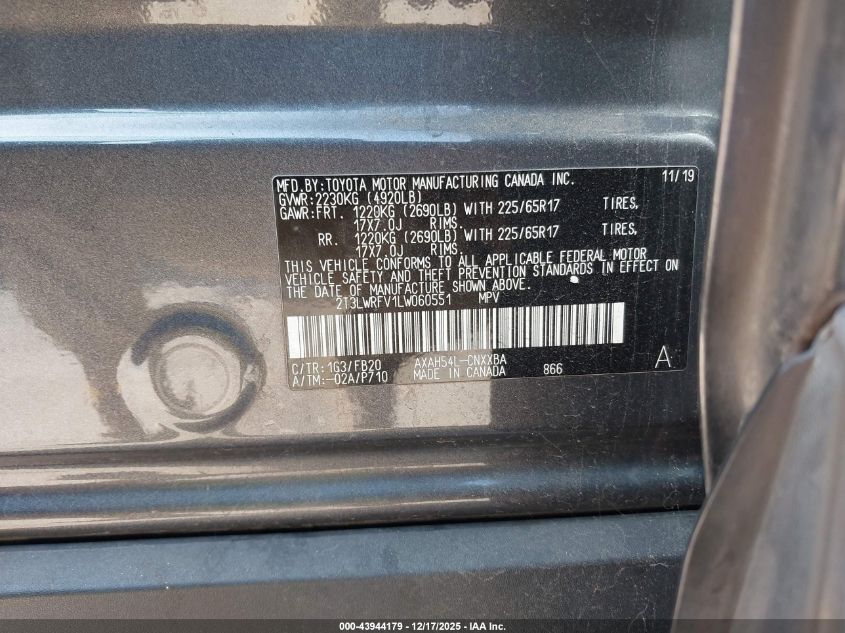 MFD.BY:TOYOTA MOTOR MANUFACTURING CANADA INC. 11/19
GVWR:2230KG (4920LB)
GAWR:FRT. 1220KG (2690LB) WITH 225/65R17 TIRES,
17X7.0J RIMS.
RR. 1220KG (2690LB) WITH 225/65R17 TIRES,
17X7.0J RIMS.
THIS VEHICLE CONFORMS TO ALL APPLICABLE FEDERAL MOTOR
VEHICLE SAFETY AND THEFT PREVENTION STANDARDS IN EFFECT ON
THE DATE OF MANUFACTURE SHOWN ABOVE.
2T3LWRFV1LW060551 MPV
C/TR:1G3/FB20 AXAH54L-CNXXBA
A/TM:-02A/P710 MADE IN CANADA 866 A
000-43944179 - 12/17/2025 - IAA Inc.